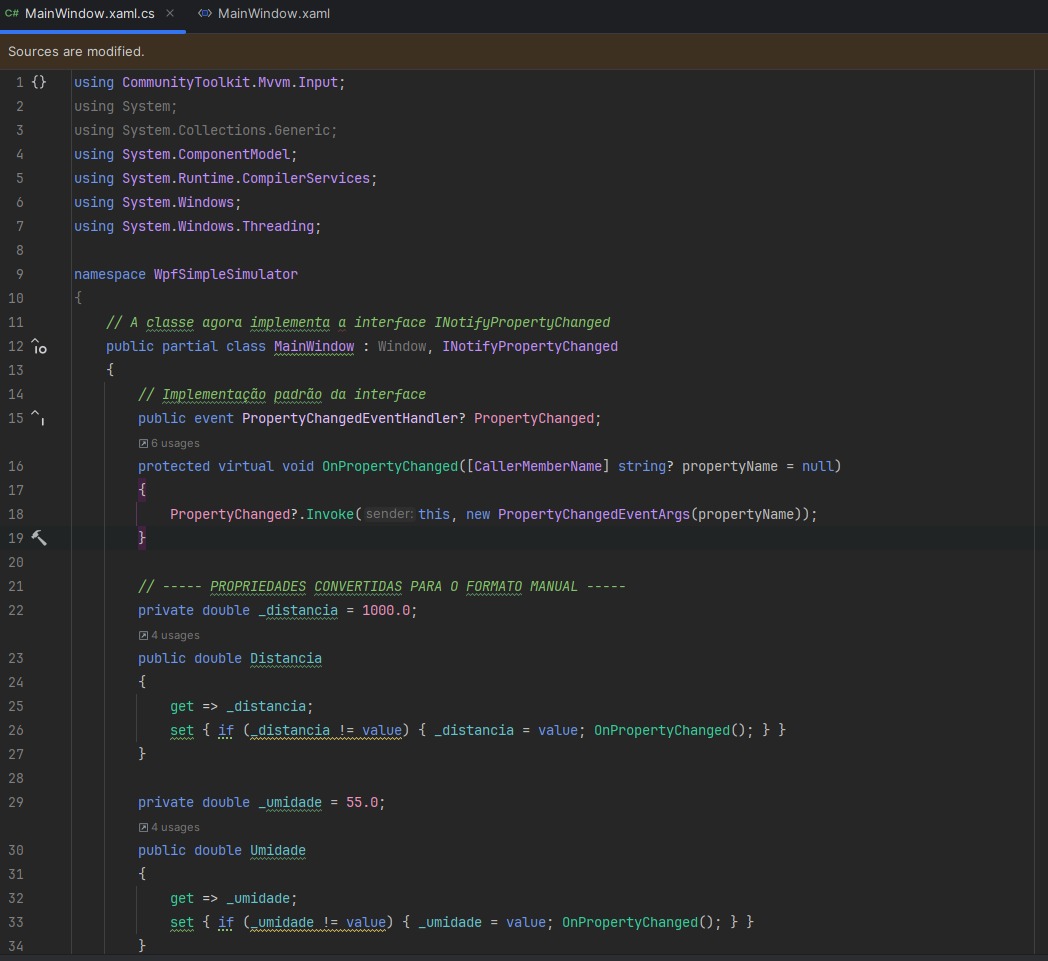 C# MainWindow.xaml.cs × MainWindow.xaml
Sources are modified.
1 {} using CommunityToolkit.Mvvm.Input;
2 using System;
3 using System.Collections.Generic;
4 using System.ComponentModel;
5 using System.Runtime.CompilerServices;
6 using System.Windows;
7 using System.Windows.Threading;
8
9 namespace WpfSimpleSimulator
10 {
11 // A classe agora implementa a interface INotifyPropertyChanged
12 public partial class MainWindow : Window, INotifyPropertyChanged
13 {
14 // Implementação padrão da interface
15 public event PropertyChangedEventHandler? PropertyChanged;
6 usages
16 protected virtual void OnPropertyChanged([CallerMemberName] string? propertyName = null)
17 {
18 PropertyChanged?.Invoke( sender: this, new PropertyChangedEventArgs(propertyName));
19 }
20
21 // ----- PROPRIEDADES CONVERTIDAS PARA O FORMATO MANUAL -----
22 private double _distancia = 1000.0;
4 usages
23 public double Distancia
24 {
25 get => _distancia;
26 set { if (_distancia != value) { _distancia = value; OnPropertyChanged(); } }
27 }
28
29 private double _umidade = 55.0;
4 usages
30 public double Umidade
31 {
32 get => _umidade;
33 set { if (_umidade != value) { _umidade = value; OnPropertyChanged(); } }
34 }